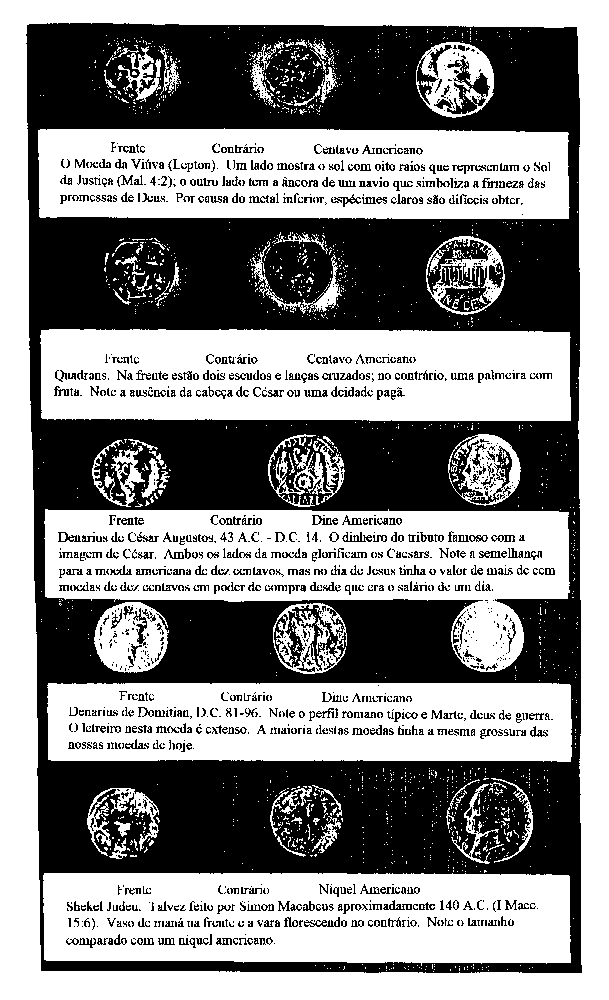 Frente Contrário Centavo Americano
O Moeda da Viúva (Lepton). Um lado mostra o sol com oito raios que representam o Sol
da Justiça (Mal. 4:2); o outro lado tem a âncora de um navio que simboliza a firmeza das
promessas de Deus. Por causa do metal inferior, espécimes claros são difíceis obter.
ONE CENT
Frente Contrário Centavo Americano
Quadrans. Na frente estão dois escudos e lanças cruzados; no contrário, uma palmeira com
fruta. Note a ausência da cabeça de César ou uma deidade pagã.
LIBERTY
Frente Contrário Dine Americano
Denarius de César Augustos, 43 A.C. - D.C. 14. O dinheiro do tributo famoso com a
imagem de César. Ambos os lados da moeda glorificam os Caesars. Note a semelhança
para a moeda americana de dez centavos, mas no dia de Jesus tinha o valor de mais de cem
moedas de dez centavos em poder de compra desde que era o salário de um dia.
LIBERTY
Frente Contrário Dine Americano
Denarius de Domitian, D.C. 81-96. Note o perfil romano típico e Marte, deus de guerra.
O letreiro nesta moeda é extenso. A maioria destas moedas tinha a mesma grossura das
nossas moedas de hoje.
Frente Contrário Níquel Americano
Shekel Judeu. Talvez feito por Simon Macabeus aproximadamente 140 A.C. (I Macc.
15:6). Vaso de maná na frente e a vara florescendo no contrário. Note o tamanho
comparado com um níquel americano.